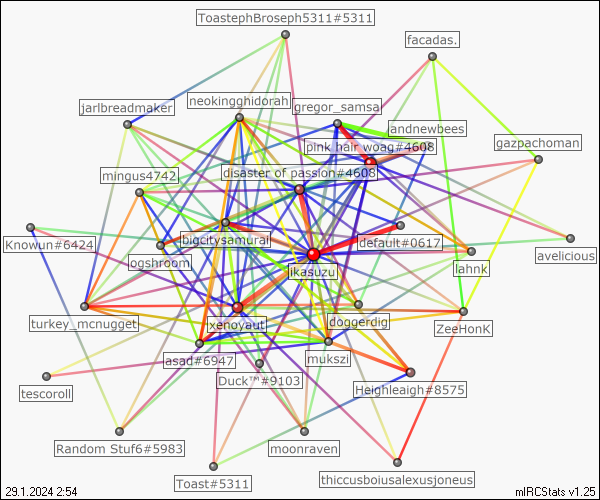 ToastephBroseph5311#5311
facadas.
neokingghidorah
gregor_samsa
jarlbreadmaker
andnewbees
pink hair woag#4608
gazpachoman
mingus4742
disaster of passion#4608
bigcitysamurai
default#0617
Knowun#6424
ogshroom
avelicious
lahnk
ikasuzu
turkey_mcnugget
xenoyaut
doggerdig
ZeeHonK
asad#6947
mukszi
Duck™#9103
tescoroll
Heighleaigh#8575
Random Stuf6#5983
moonraven
Toast#5311
thiccusboiusalexusjoneus
29.1.2024 2:54
mIRCStats v1.25